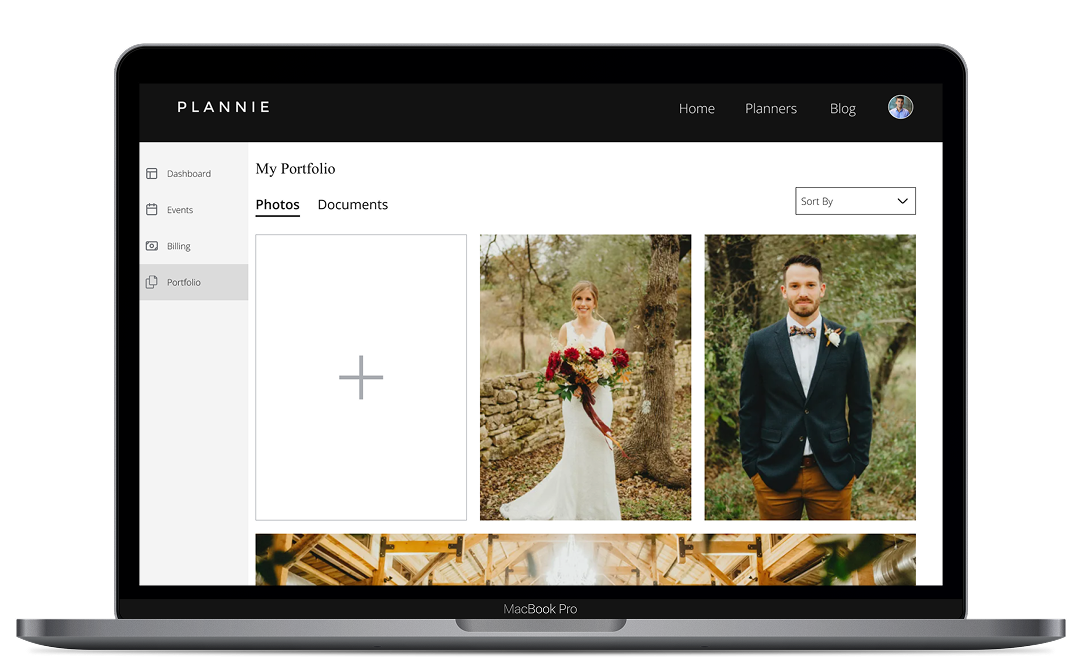 PLANNIE
Home Planners Blog
Dashboard
Events
Billing
Portfolio
My Portfolio
Photos Documents
Sort By
MacBook Pro